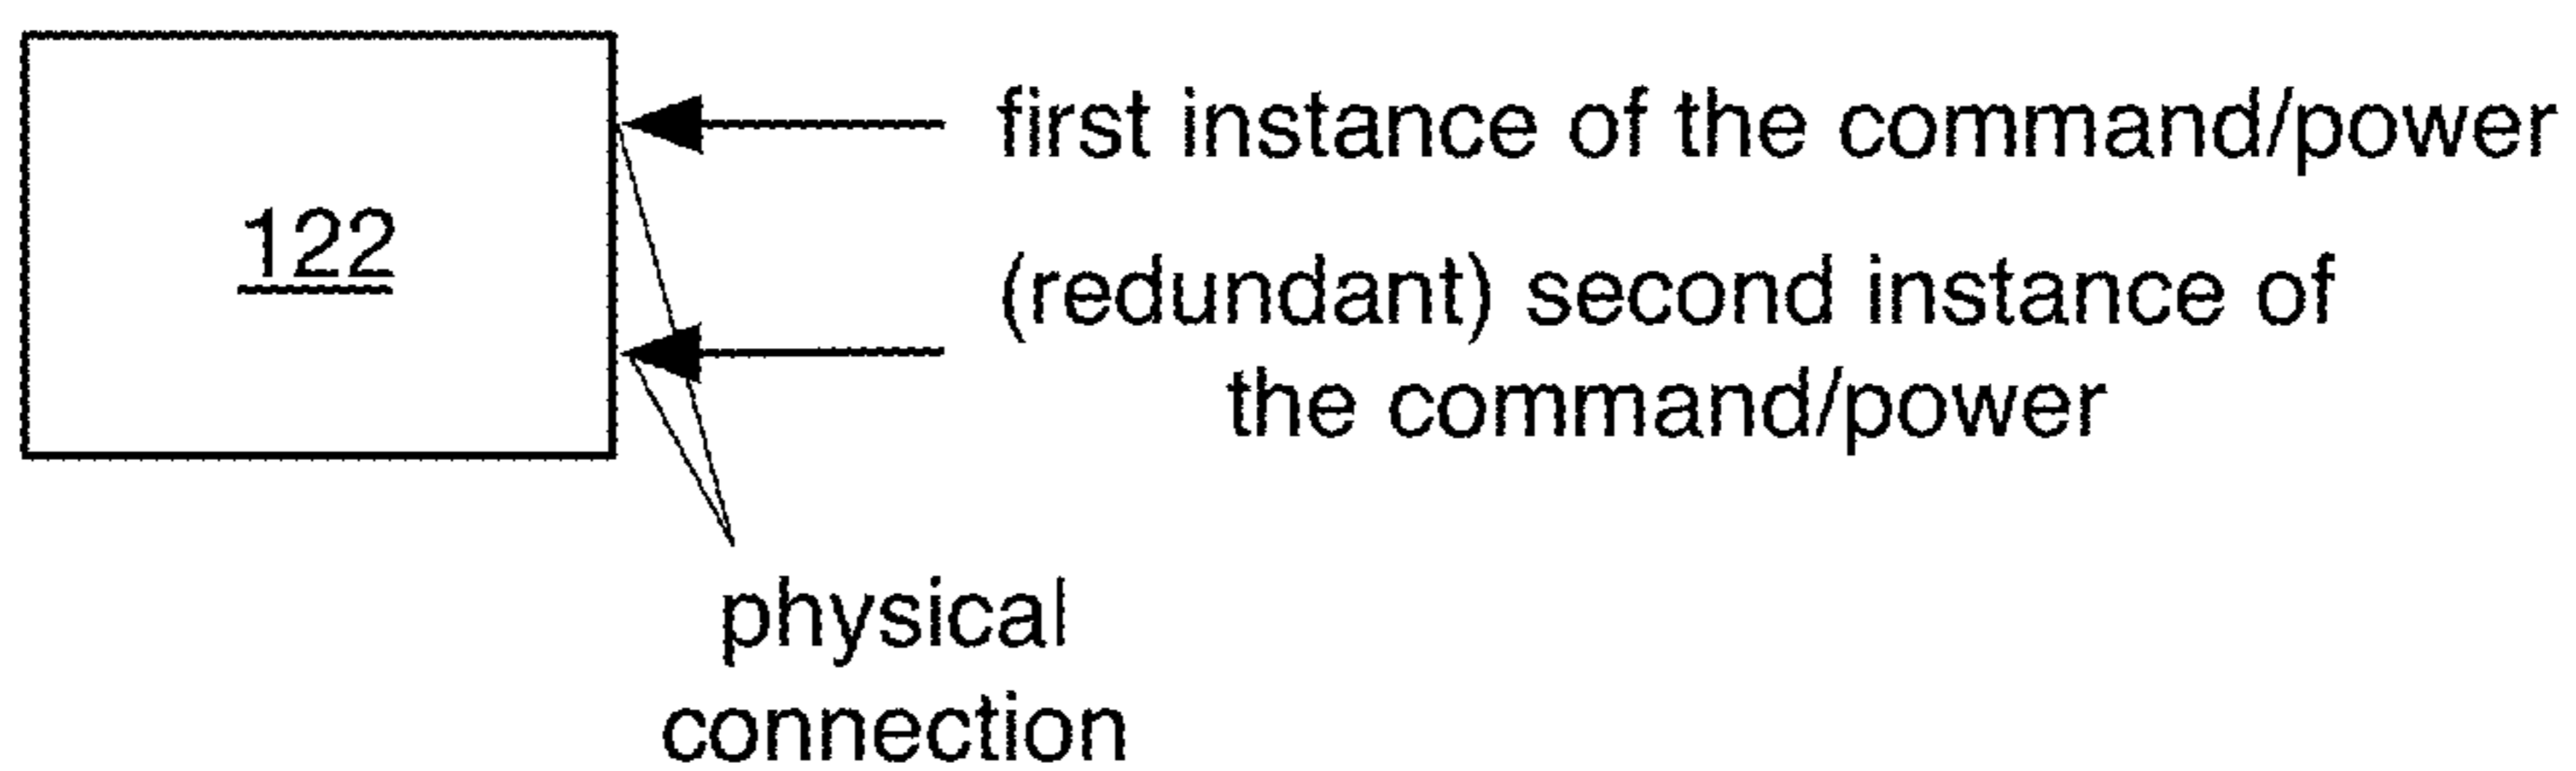 122
first instance of the command/power
(redundant) second instance of
the command/power
physical
connection